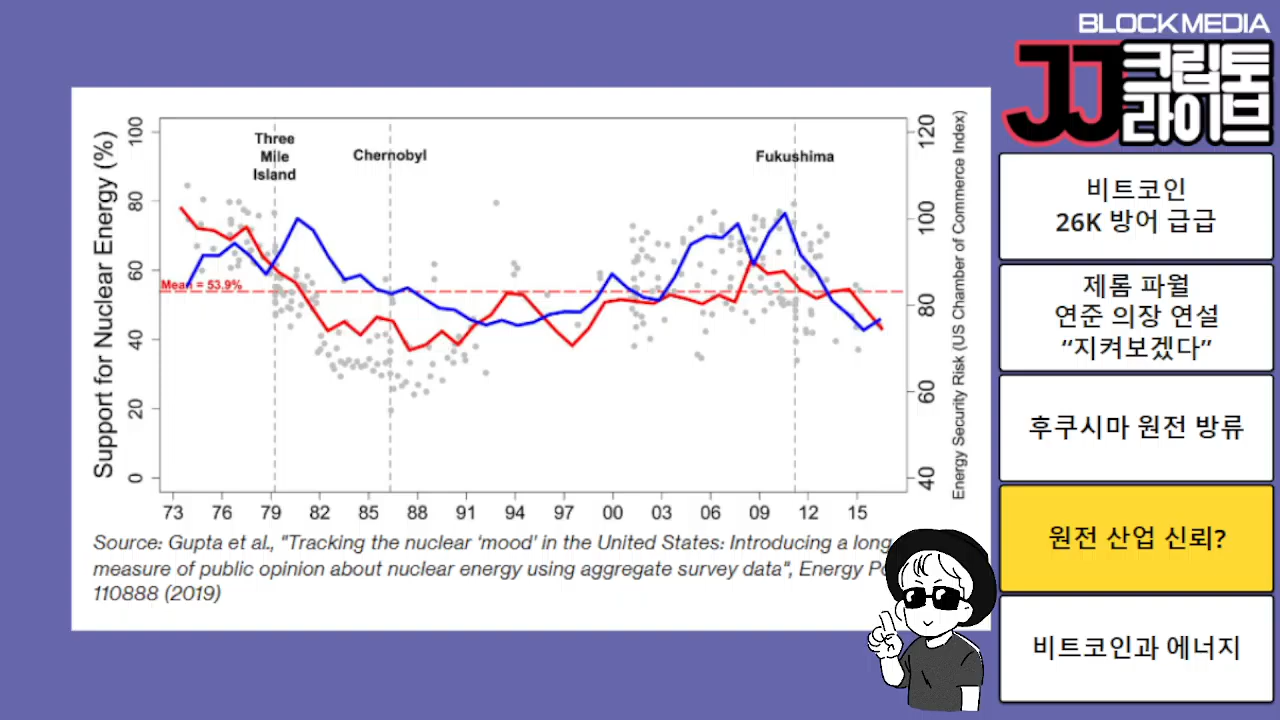 BLOCKMEDIA
JJ 크립토
라이브
비트코인
26K 방어 급급
제롬 파월
연준 의장 연설
“지켜보겠다”
후쿠시마 원전 방류
원전 산업 신뢰?
비트코인과 에너지
Support for Nuclear Energy (%)
100
80
60
40
20
0
Three
Mile
Island
Chernobyl
Fukushima
Mean = 53.9%
120
100
80
60
40
Energy Security Risk (US Chamber of Commerce Index)
73 76 79 82 85 88 91 94 97 00 03 06 09 12 15
Source: Gupta et al., "Tracking the nuclear ‘mood’ in the United States: Introducing a long
measure of public opinion about nuclear energy using aggregate survey data", Energy
110888 (2019)